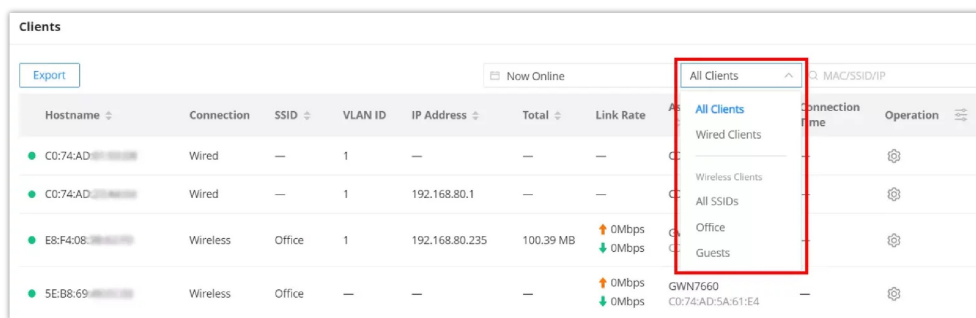 Clients
Export
Now Online
All Clients
MAC/SSID/IP
Hostname Connection SSID VLAN ID IP Address Total Link Rate Connection Operation
All Clients
Wired Clients
Wireless Clients
All SSIDs
Office
Guests
C0:74:AD: Wired — 1 — — —
C0:74:AD: Wired — 1 192.168.80.1 — — —
E8:F4:08: Wireless Office 1 192.168.80.235 100.39 MB 0Mbps
0Mbps
5E:B8:69: Wireless Office — — — 0Mbps GWN7660 —
0Mbps C0:74:AD:5A:61:E4